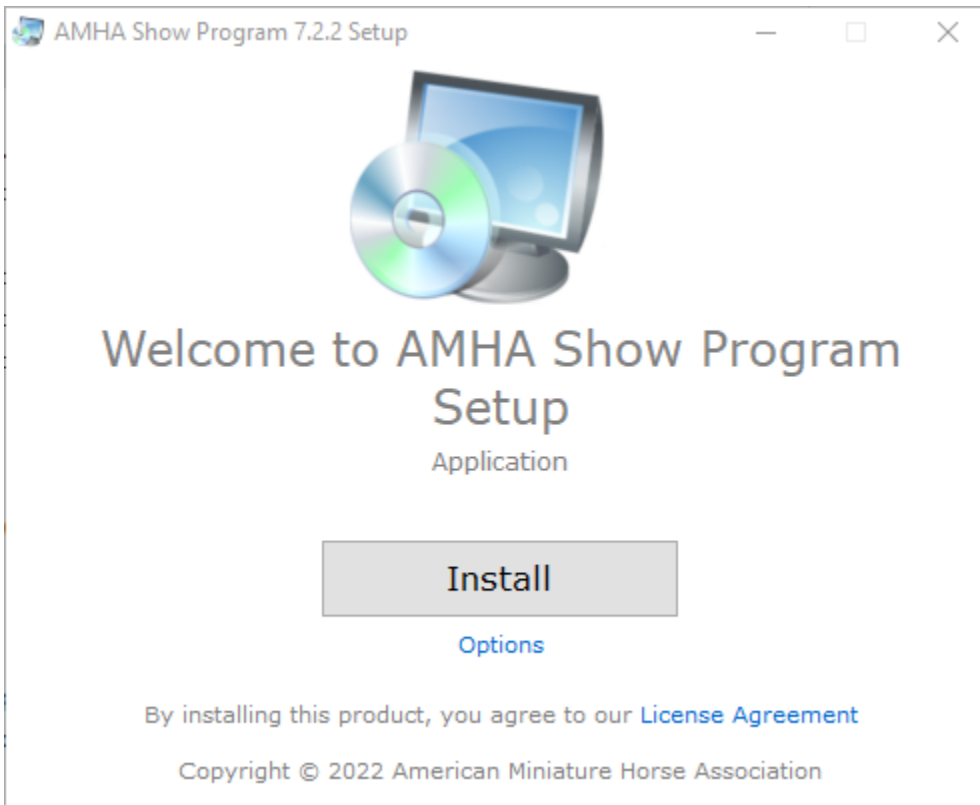 AMHA Show Program 7.2.2 Setup
Welcome to AMHA Show Program
Setup
Application
Install
Options
By installing this product, you agree to our License Agreement
Copyright © 2022 American Miniature Horse Association